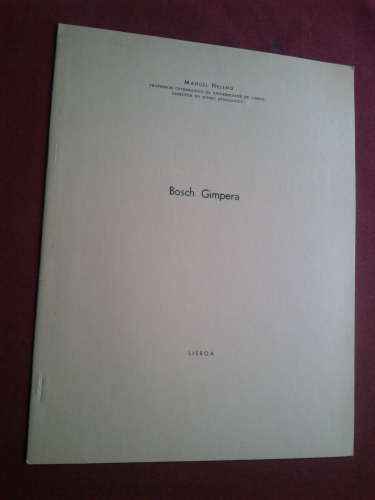 MANUEL HELENO
PROFESSOR CATEDRÁTICO DA UNIVERSIDADE DE LISBOA
DIRECTOR DO MUSEU ETNOLÓGICO
Bosch Gimpera
LISBOA